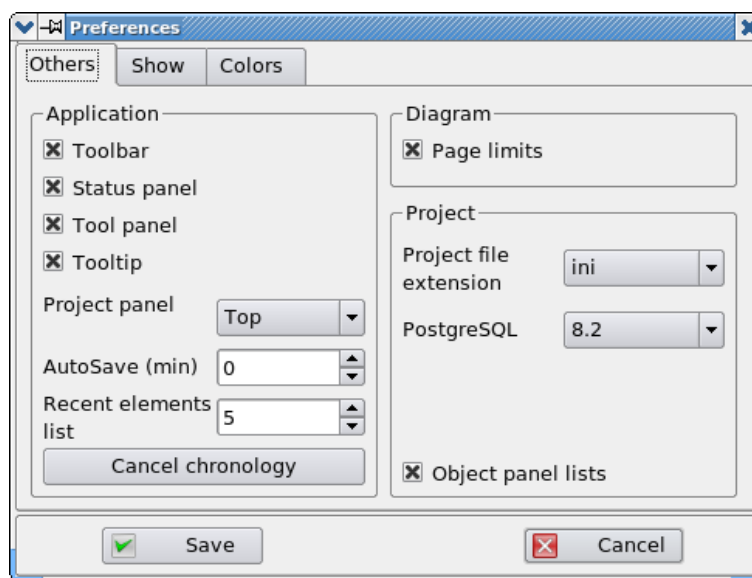 Preferences
Others Show Colors
Application
Toolbar
Status panel
Tool panel
Tooltip
Project panel Top
AutoSave (min) 0
Recent elements
list
5
Cancel chronology
Diagram
Page limits
Project
Project file
extension
ini
PostgreSQL 8.2
Object panel lists
Save Cancel